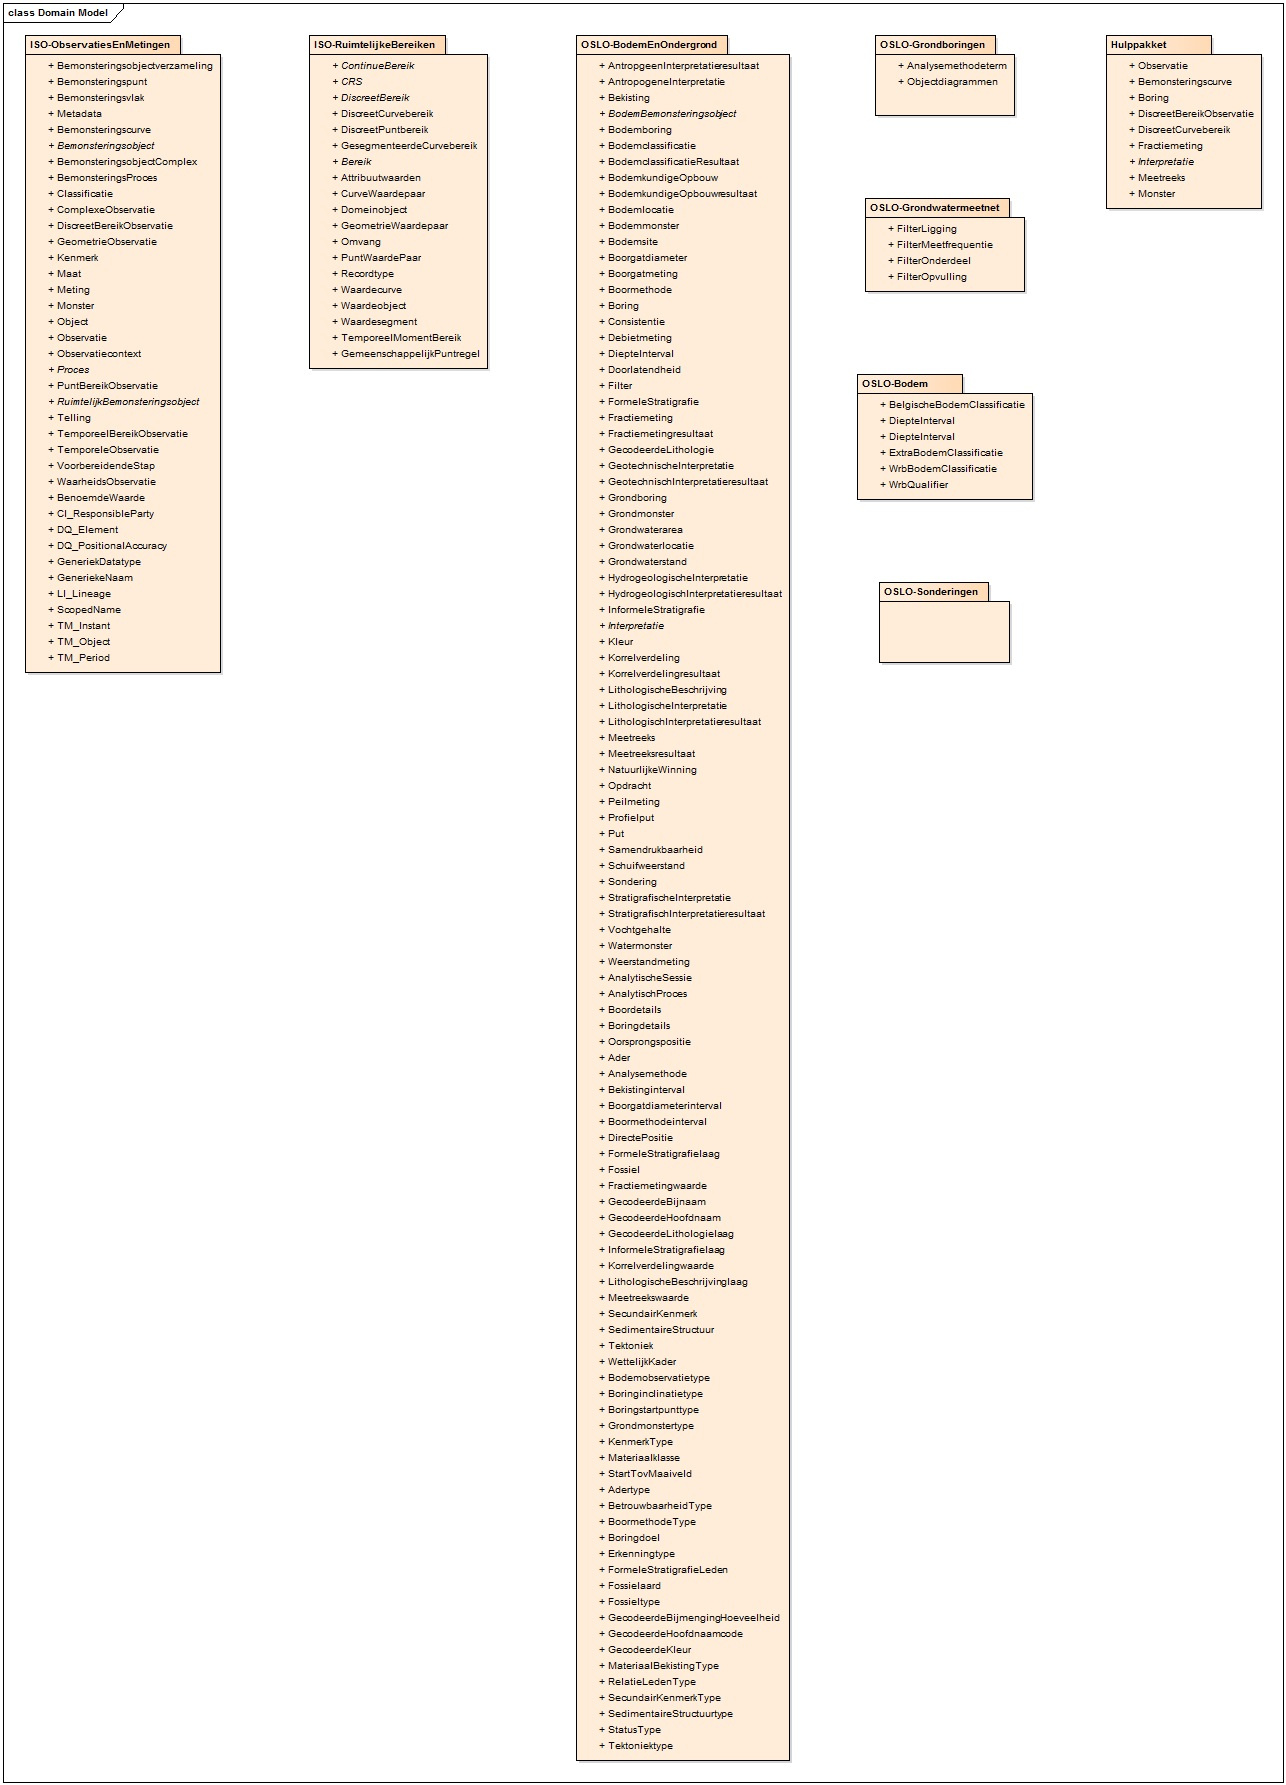 class Domain Model
ISO-ObservatiesEnMetingen
+ Bemonsteringsobjectverzameling
+ Bemonsteringspunt
+ Bemonsteringsvlak
+ Metadata
+ Bemonsteringscurve
+ Bemonsteringsobject
+ BemonsteringsobjectComplex
+ BemonsteringsProces
+ Classificatie
+ ComplexeObservatie
+ DiscreetBereikObservatie
+ GeometrieObservatie
+ Kenmerk
+ Maat
+ Meting
+ Monster
+ Object
+ Observatie
+ Observatiecontext
+ Proces
+ PuntBereikObservatie
+ RuimtelijkBemonsteringsobject
+ Telling
+ TemporeelBereikObservatie
+ TemporeleObservatie
+ VoorbereidendeStap
+ WaarheidsObservatie
+ BenoemdeWaarde
+ CI_ResponsibleParty
+ DQ_Element
+ DQ_PositionalAccuracy
+ GeneriekDatatype
+ GeneriekeNaam
+ LI_Lineage
+ ScopedName
+ TM_Instant
+ TM_Object
+ TM_Period
ISO-RuimtelijkeBereiken
+ ContinueBereik
+ CRS
+ DiscreetBereik
+ DiscreetCurvebereik
+ DiscreetPuntbereik
+ GesegmenteerdeCurvebereik
+ Bereik
+ Attribuutwaarden
+ CurveWaardepaar
+ Domeinobject
+ GeometrieWaardepaar
+ Omvang
+ PuntWaardePaar
+ Recordtype
+ Waardecurve
+ Waardeobject
+ Waardesegment
+ TemporeelMomentBereik
+ GemeenschappelijkPuntregel
OSLO-BodemEnOndergrond
+ AntropgeenInterpretatieresultaat
+ AntropogeneInterpretatie
+ Bekisting
+ BodemBemonsteringsobject
+ Bodemboring
+ Bodemclassificatie
+ BodemclassificatieResultaat
+ BodemkundigeOpbouw
+ BodemkundigeOpbouwresultaat
+ Bodemlocatie
+ Bodemmonster
+ Bodemsite
+ Boorgatdiameter
+ Boorgatmeting
+ Boormethode
+ Boring
+ Consistentie
+ Debietmeting
+ DiepteInterval
+ Doorlatendheid
+ Filter
+ FormeleStratigrafie
+ Fractiemeting
+ Fractiemetingresultaat
+ GecodeerdeLithologie
+ GeotechnischeInterpretatie
+ GeotechnischInterpretatieresultaat
+ Grondboring
+ Grondmonster
+ Grondwaterarea
+ Grondwaterlocatie
+ Grondwaterstand
+ HydrogeologischeInterpretatie
+ HydrogeologischInterpretatieresultaat
+ InformeleStratigrafie
+ Interpretatie
+ Kleur
+ Korrelverdeling
+ Korrelverdelingresultaat
+ LithologischeBeschrijving
+ LithologischeInterpretatie
+ LithologischInterpretatieresultaat
+ Meetreeks
+ Meetreeksresultaat
+ NatuurlijkeWinning
+ Opdracht
+ Peilmeting
+ Profielput
+ Put
+ Samendrukbaarheid
+ Schuifweerstand
+ Sondering
+ StratigrafischeInterpretatie
+ StratigrafischInterpretatieresultaat
+ Vochtgehalte
+ Watermonster
+ Weerstandmeting
+ AnalytischeSessie
+ AnalytischProces
+ Boordetails
+ Boringdetails
+ Oorsprongspositie
+ Ader
+ Analysemethode
+ Bekistinginterval
+ Boorgatdiameterinterval
+ Boormethodeinterval
+ DirectePositie
+ FormeleStratigrafielaag
+ Fossiel
+ Fractiemetingwaarde
+ GecodeerdeBijnaam
+ GecodeerdeHoofdnaam
+ GecodeerdeLithologielaag
+ InformeleStratigrafielaag
+ Korrelverdelingwaarde
+ LithologischeBeschrijvinglaag
+ Meetreekswaarde
+ SecundairKenmerk
+ SedimentaireStructuur
+ Tektoniek
+ WettelijkKader
+ Bodemobservatietype
+ Boringinclinatietype
+ Boringstartpunttype
+ Grondmonstertype
+ KenmerkType
+ Materiaalklasse
+ StartTovMaaiveld
+ Adertype
+ BetrouwbaarheidType
+ BoormethodeType
+ Boringdoel
+ Erkenningtype
+ FormeleStratigrafieLeden
+ Fossielaard
+ Fossieltype
+ GecodeerdeBijmengingHoeveelheid
+ GecodeerdeHoofdnaamcode
+ GecodeerdeKleur
+ MateriaalBekistingType
+ RelatieLedenType
+ SecundairKenmerkType
+ SedimentaireStructuurtype
+ StatusType
+ Tektoniektype
OSLO-Grondboringen
+ Analysemethodeterm
+ Objectdiagrammen
OSLO-Grondwatermeetnet
+ FilterLigging
+ FilterMeetfrequentie
+ FilterOnderdeel
+ FilterOpvulling
OSLO-Bodem
+ BelgischeBodemClassificatie
+ DiepteInterval
+ DiepteInterval
+ ExtraBodemClassificatie
+ WrbBodemClassificatie
+ WrbQualifier
OSLO-Sonderingen
Hulppakket
+ Observatie
+ Bemonsteringscurve
+ Boring
+ DiscreetBereikObservatie
+ DiscreetCurvebereik
+ Fractiemeting
+ Interpretatie
+ Meetreeks
+ Monster